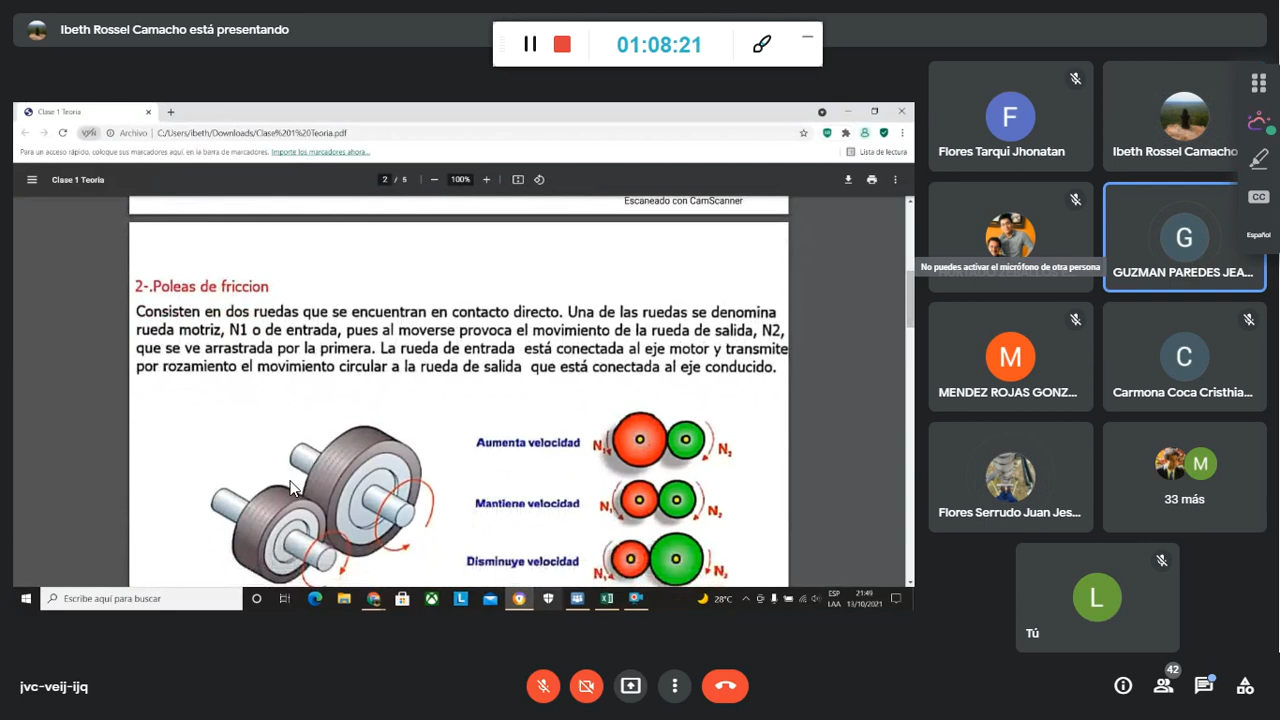 Ibeth Rossel Camacho está presentando
01:08:21
Clase 1 Teoria
Archivo
C:/Users/ibeth/Downloads/Clase%201%20Teoria.pdf
Para un acceso rápido, coloque sus marcadores aquí, en la barra de marcadores. Importe los marcadores ahora...
Lista de lectura
Clase 1 Teoria
2 / 5
100%
Escaneado con CamScanner
2-.Poleas de friccion
Consisten en dos ruedas que se encuentran en contacto directo. Una de las ruedas se denomina
rueda motriz, N1 o de entrada, pues al moverse provoca el movimiento de la rueda de salida, N2,
que se ve arrastrada por la primera. La rueda de entrada está conectada al eje motor y transmite
por rozamiento el movimiento circular a la rueda de salida que está conectada al eje conducido.
Aumenta velocidad
N1
N2
Mantiene velocidad
N1
N2
Disminuye velocidad
N1
N2
Escribe aquí para buscar
28°C
ESP
LAA
21:49
13/10/2021
F
Flores Tarqui Jhonatan
Ibeth Rossel Camacho
No puedes activar el micrófono de otra persona
G
GUZMAN PAREDES JEA...
M
MENDEZ ROJAS GONZ...
C
Carmona Coca Cristhia...
Flores Serrudo Juan Jes...
M
33 más
L
Tú
CC
Español
jvc-veij-ijq
42